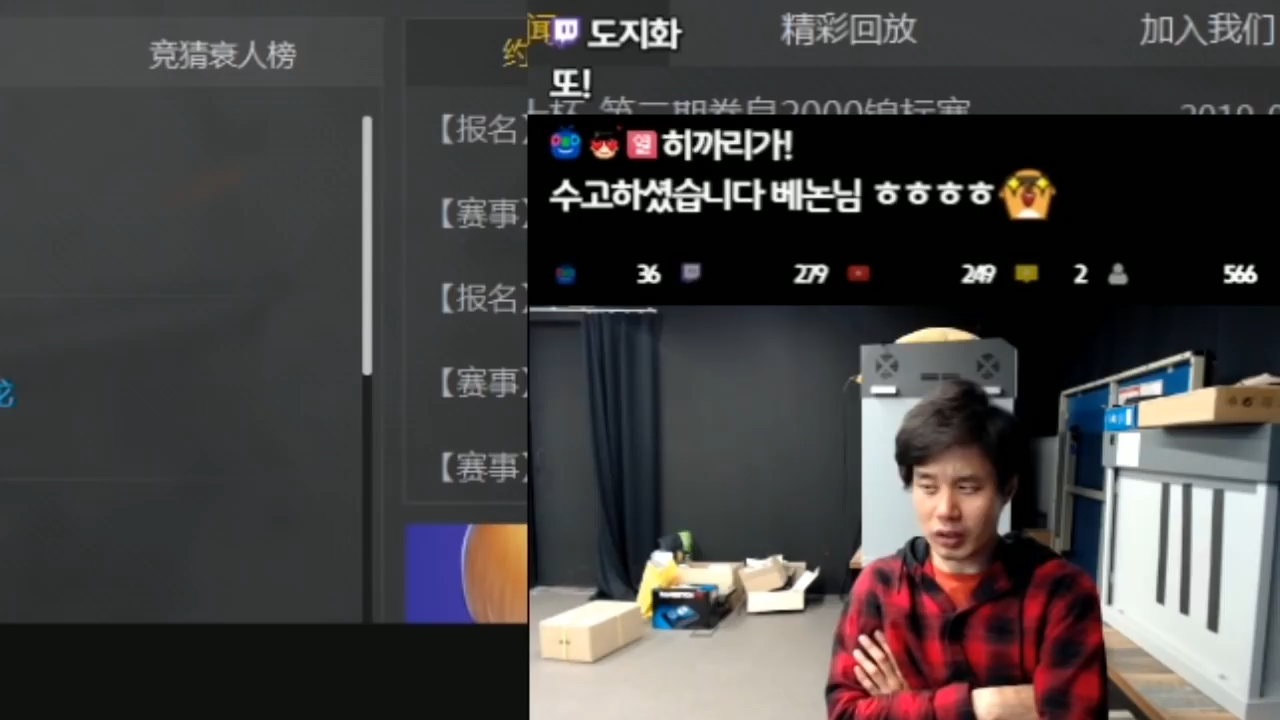 竞猜衰人榜
约
【报名】
【赛事】
【报名】
【赛事】
【赛事】
闻
도지화
精彩回放
加入我们
또!
히까리가!
수고하셨습니다 베논님 ㅎㅎㅎㅎ
36 279 249 2 566